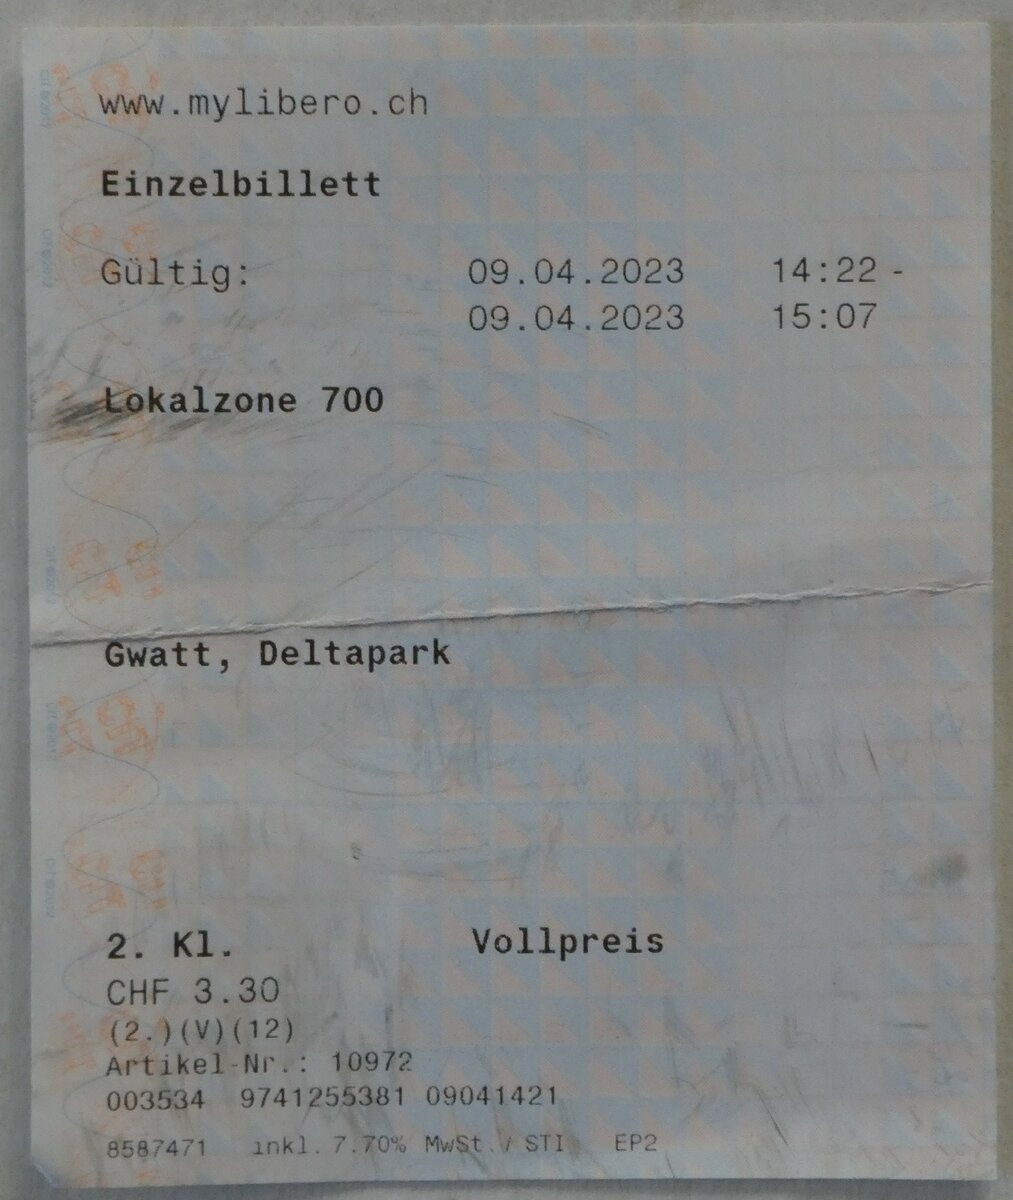 www.mylibero.ch
Einzelbillett
Gültig: 09.04.2023 14:22 -
09.04.2023 15:07
Lokalzone 700
Gwatt, Deltapark
2. Kl. Vollpreis
CHF 3.30
(2.)(V)(12)
Artikel-Nr.: 10972
003534 9741255381 09041421
8587471 inkl. 7.70% MwSt. / STI EP2